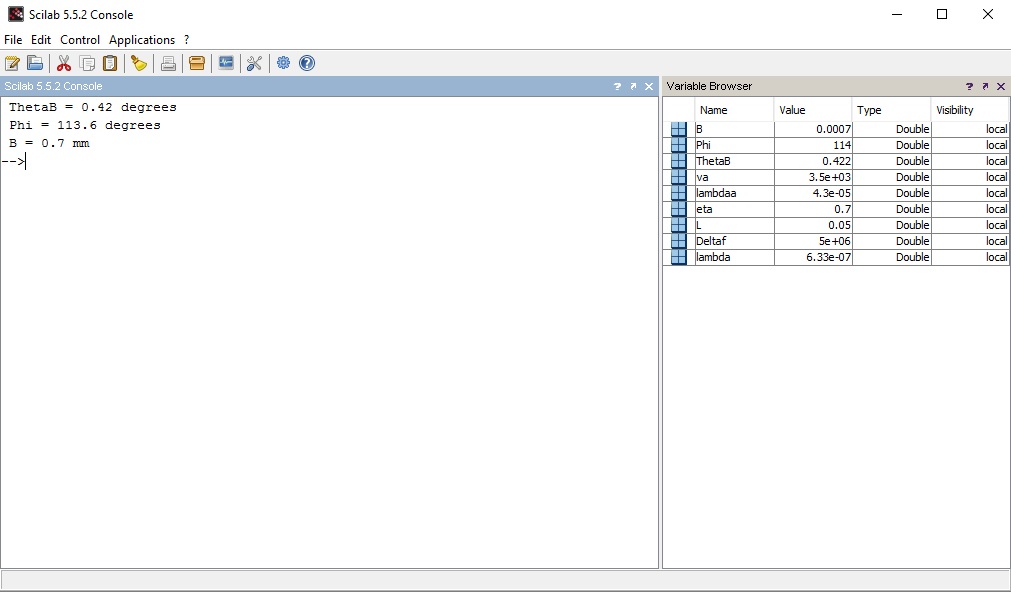 Scilab 5.5.2 Console
File Edit Control Applications ?
Scilab 5.5.2 Console
ThetaB = 0.42 degrees
Phi = 113.6 degrees
B = 0.7 mm
-->
Variable Browser
Name Value Type Visibility
B 0.0007 Double local
Phi 114 Double local
ThetaB 0.422 Double local
va 3.5e+03 Double local
lambdaa 4.3e-05 Double local
eta 0.7 Double local
L 0.05 Double local
Deltaf 5e+06 Double local
lambda 6.33e-07 Double local